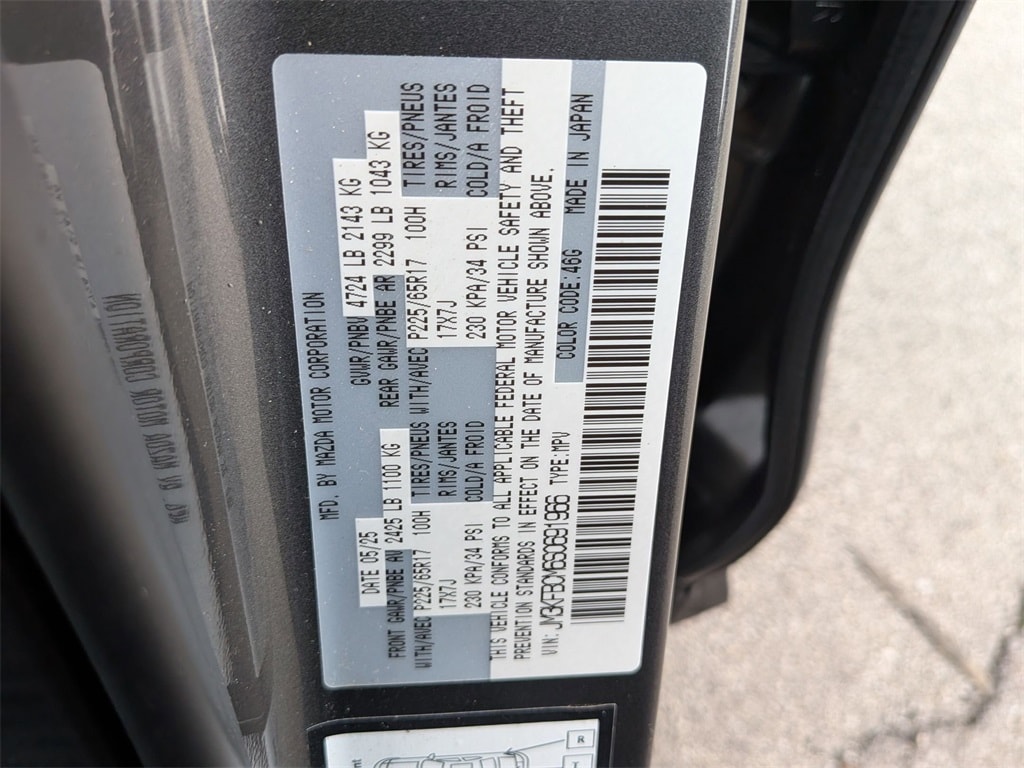 MFD. BY MAZDA MOTOR CORPORATION
DATE 05/25 GVWR/PNBV 4724 LB 2143 KG
FRONT GAWR/PNBE AV 2425 LB 1100 KG REAR GAWR/PNBE AR 2299 LB 1043 KG
WITH/AVEC P225/65R17 100H TIRES/PNEUS WITH/AVEC P225/65R17 100H TIRES/PNEUS
17X7J RIMS/JANTES 17X7J RIMS/JANTES
230 KPA/34 PSI COLD/A FROID 230 KPA/34 PSI COLD/A FROID
THIS VEHICLE CONFORMS TO ALL APPLICABLE FEDERAL MOTOR VEHICLE SAFETY AND THEFT
PREVENTION STANDARDS IN EFFECT ON THE DATE OF MANUFACTURE SHOWN ABOVE.
VIN: JM3KFBCM6S0691966 TYPE:MPV COLOR CODE:46G MADE IN JAPAN
R